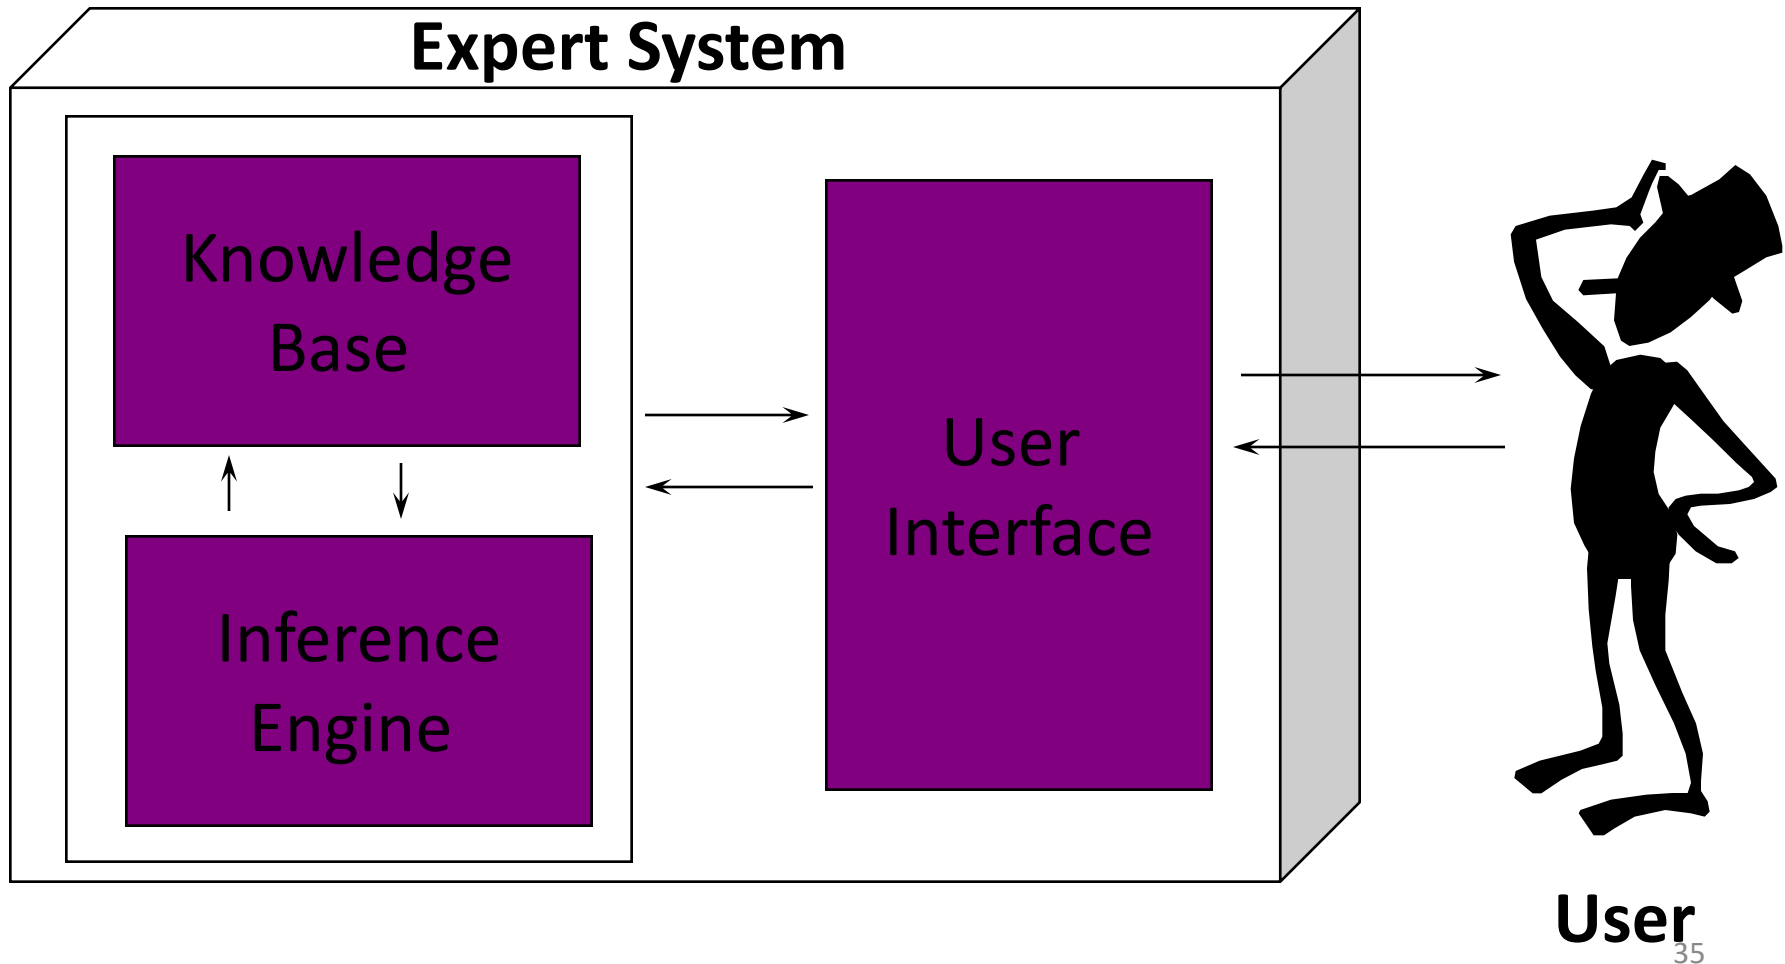 Expert System
Knowledge
Base
Inference
Engine
User
Interface
User
35